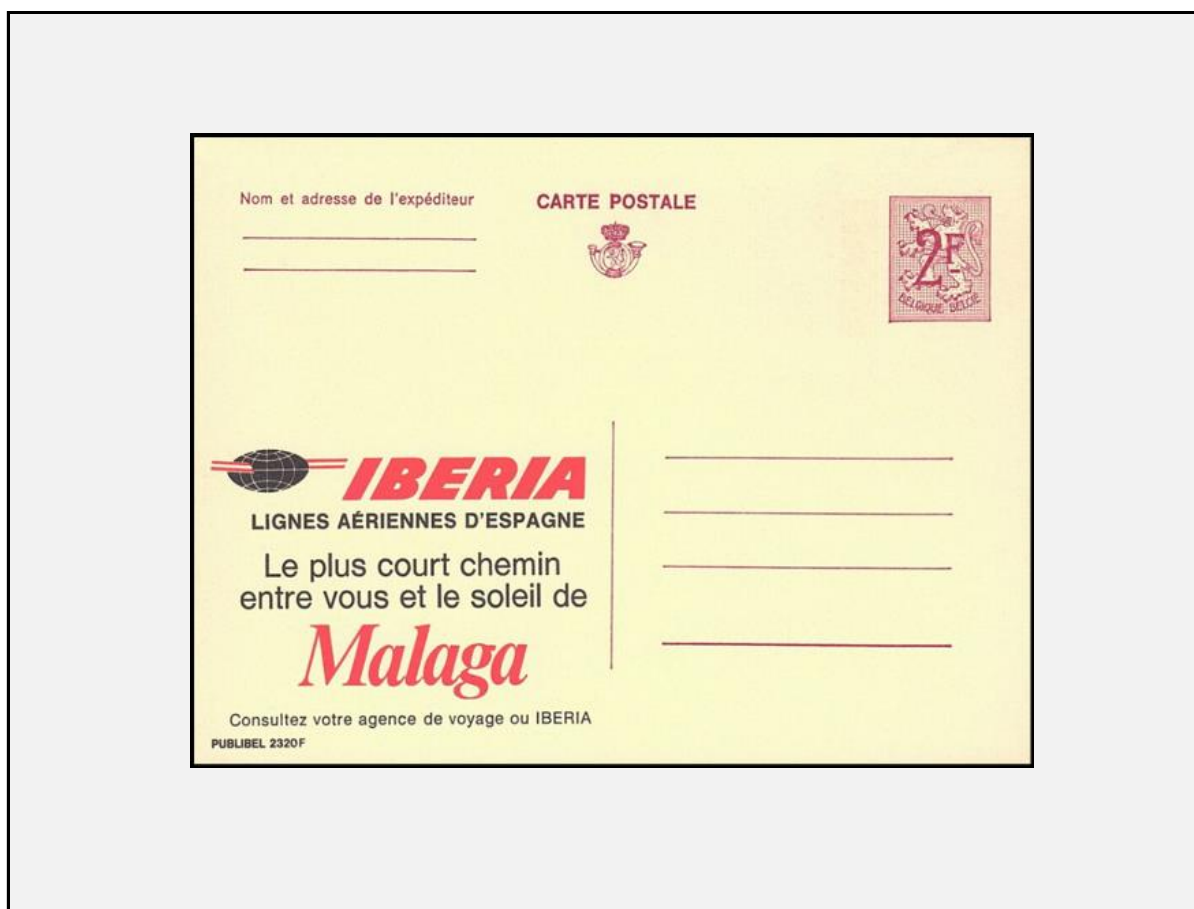 Nom et adresse de l'expéditeur
CARTE POSTALE
2F
BELGIQUE BELGIË
IBERIA
LIGNES AÉRIENNES D'ESPAGNE
Le plus court chemin
entre vous et le soleil de
Malaga
Consultez votre agence de voyage ou IBERIA
PUBLIBEL 2320F